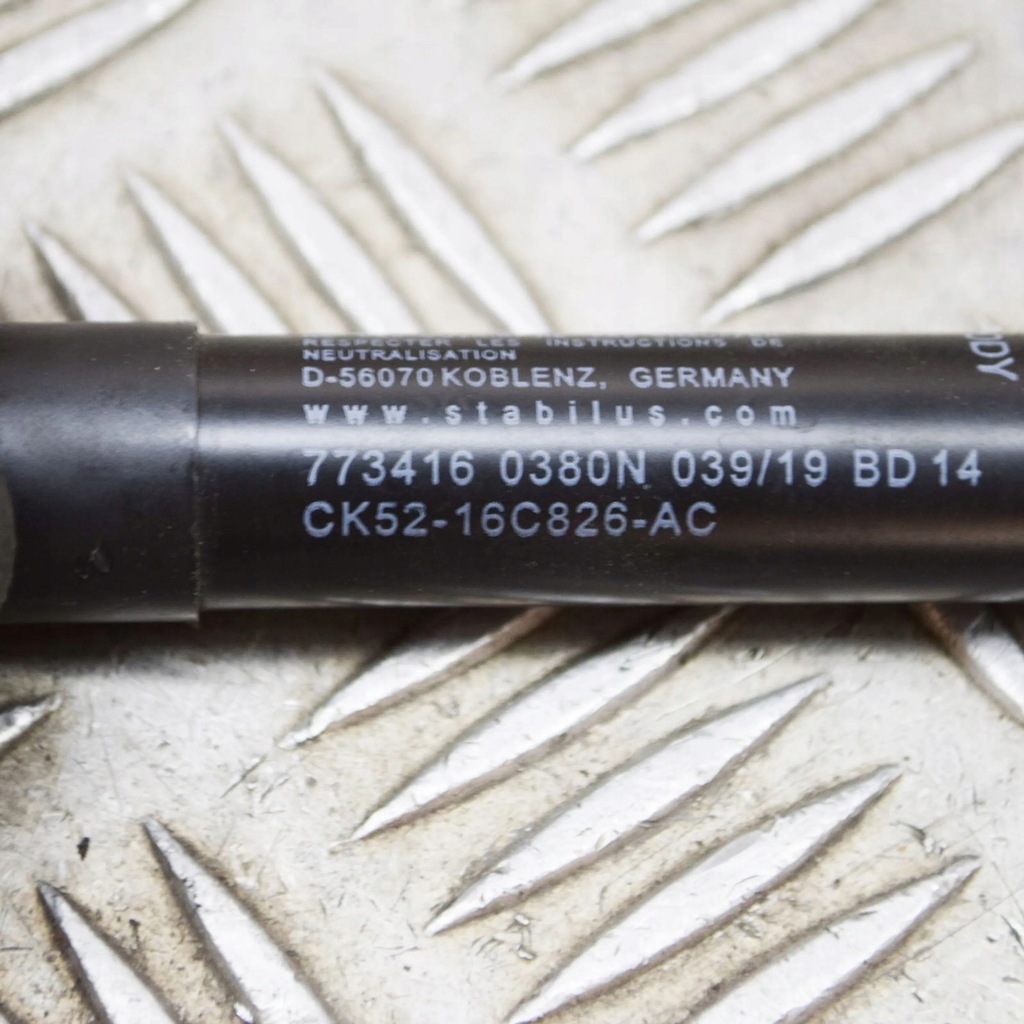 RESPECTER LES INSTRUCTIONS DE
NEUTRALISATION
D-56070 KOBLENZ, GERMANY
www.stabilus.com
773416 0380N 039/19 BD 14
CK52-16C826-AC